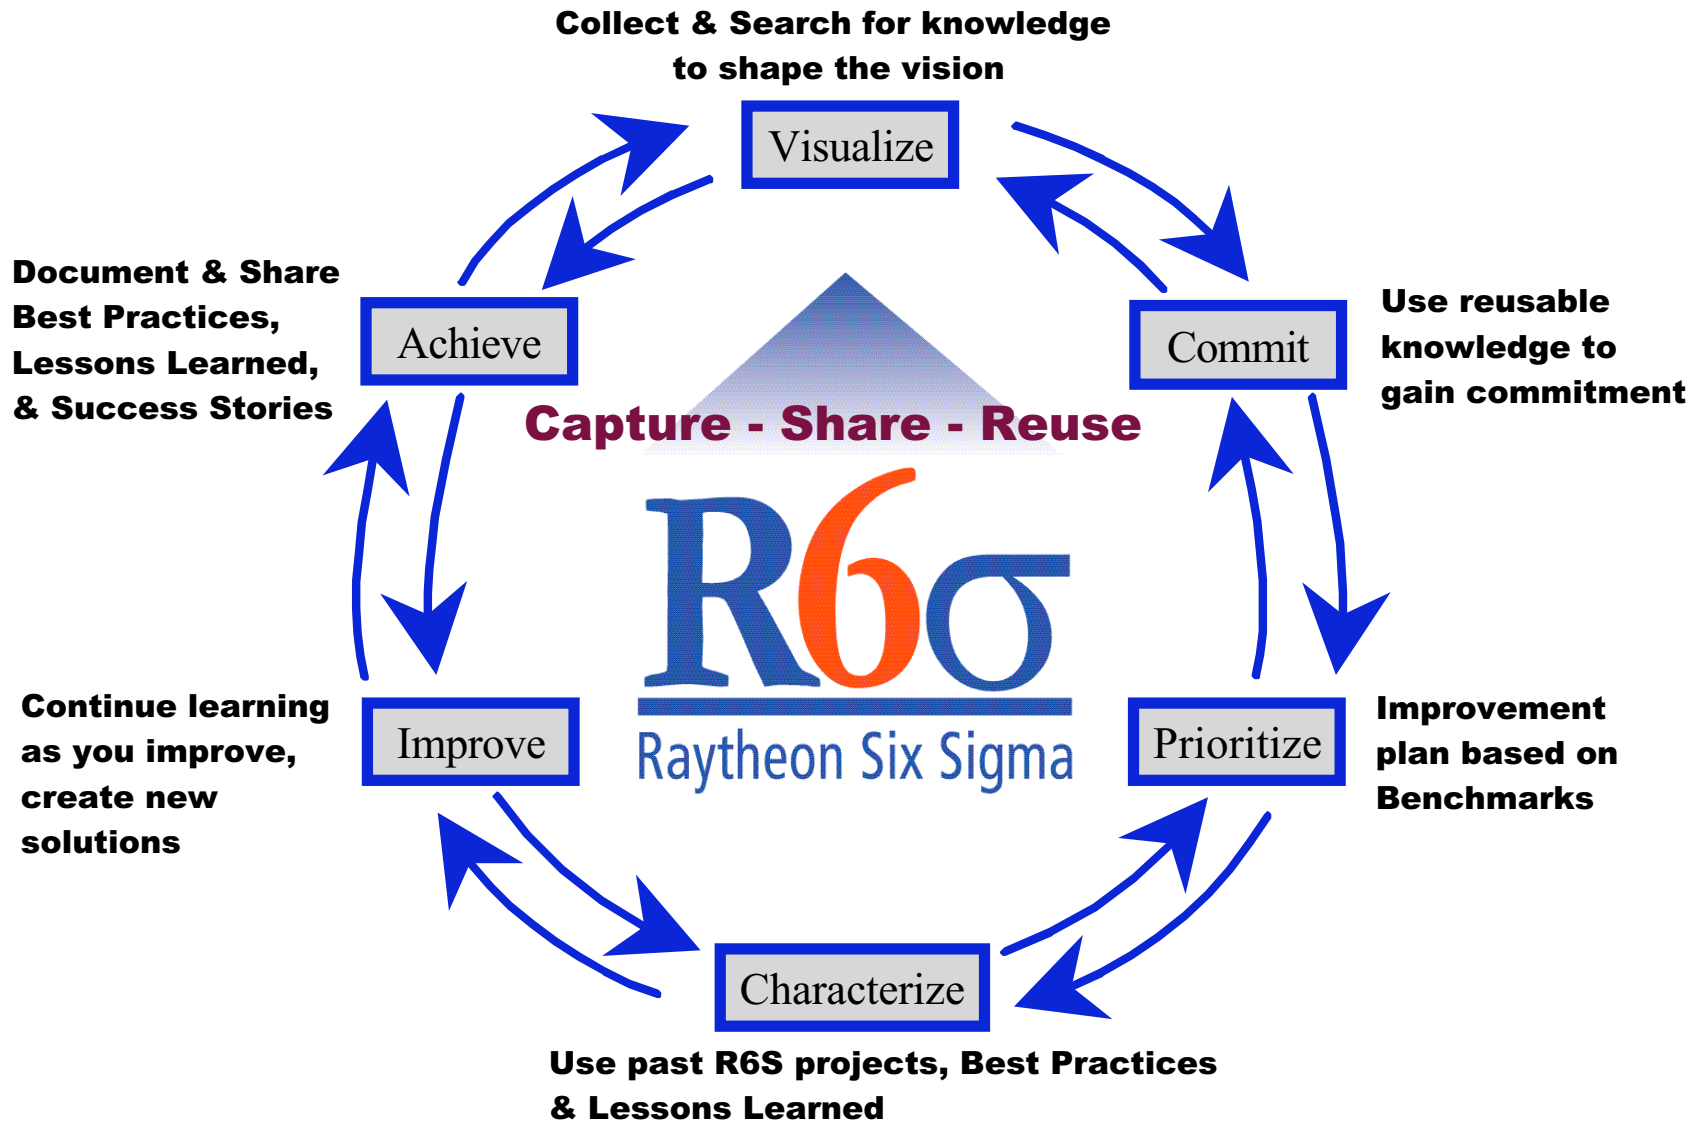 Collect & Search for knowledge
to shape the vision
Visualize
Document & Share
Best Practices,
Lessons Learned,
& Success Stories
Achieve
Commit
Use reusable
knowledge to
gain commitment
Capture - Share - Reuse
R6σ
Raytheon Six Sigma
Continue learning
as you improve,
create new
solutions
Improve
Prioritize
Improvement
plan based on
Benchmarks
Characterize
Use past R6S projects, Best Practices
& Lessons Learned